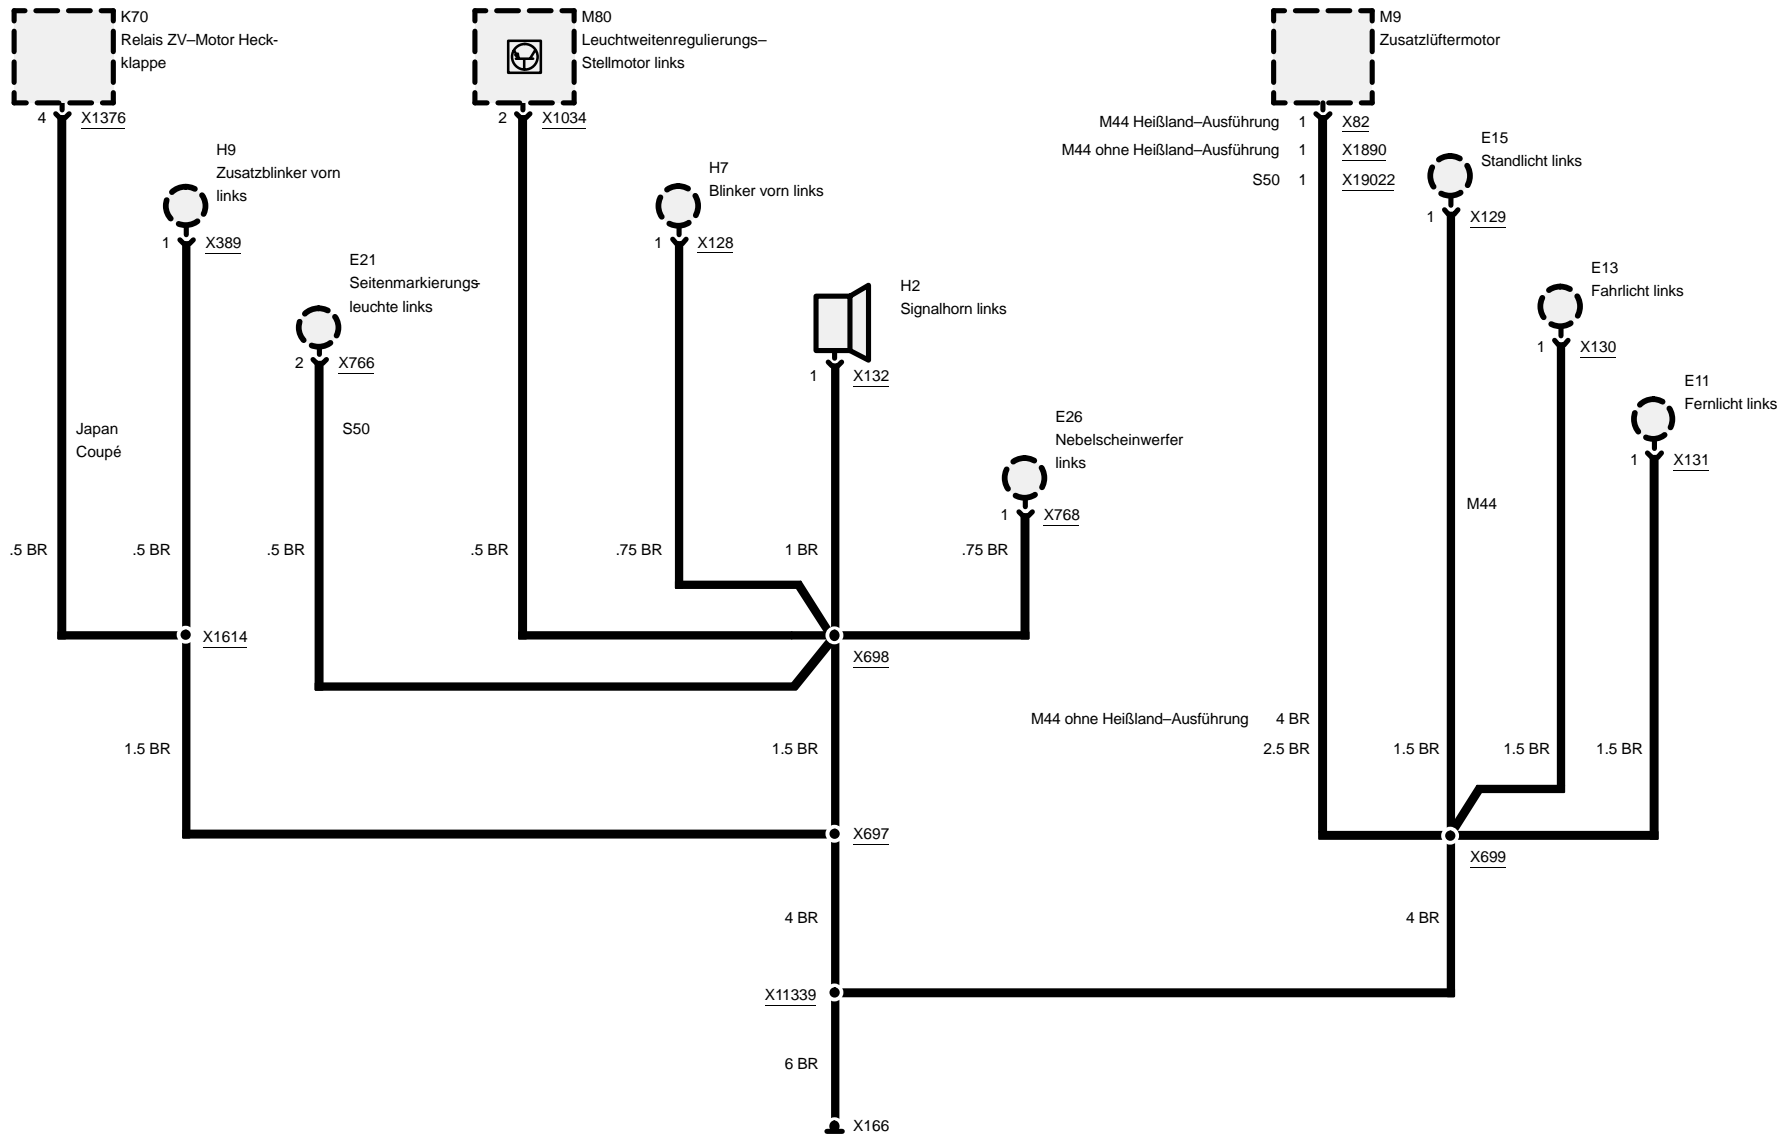 K70
Relais ZV–Motor Heck-
klappe
4 X1376
M80
Leuchtweitenregulierungs–
Stellmotor links
2 X1034
M9
Zusatzlüftermotor
M44 Heißland–Ausführung 1 X82
M44 ohne Heißland–Ausführung 1 X1890
S50 1 X19022
E15
Standlicht links
1 X129
H9
Zusatzblinker vorn
links
1 X389
H7
Blinker vorn links
1 X128
E21
Seitenmarkierungs-
leuchte links
2 X766
H2
Signalhorn links
1 X132
E13
Fahrlicht links
1 X130
E11
Fernlicht links
1 X131
E26
Nebelscheinwerfer
links
1 X768
Japan
Coupé
S50
M44
.5 BR .5 BR .5 BR .5 BR .75 BR 1 BR .75 BR
X1614
X698
M44 ohne Heißland–Ausführung 4 BR
1.5 BR 1.5 BR 2.5 BR 1.5 BR 1.5 BR 1.5 BR
X697
X699
4 BR 4 BR
X11339
6 BR
X166